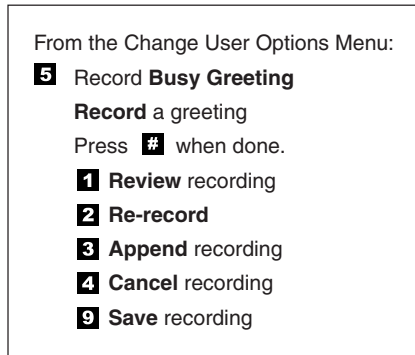 From the Change User Options Menu:
5 Record Busy Greeting
Record a greeting
Press # when done.
1 Review recording
2 Re-record
3 Append recording
4 Cancel recording
9 Save recording